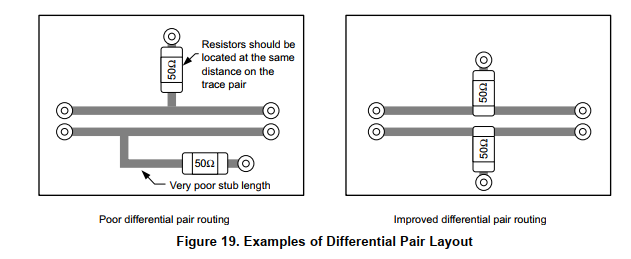 Resistors should be
located at the same
distance on the
trace pair
50Ω
50Ω
Very poor stub length
50Ω
50Ω
Poor differential pair routing
Improved differential pair routing
Figure 19. Examples of Differential Pair Layout